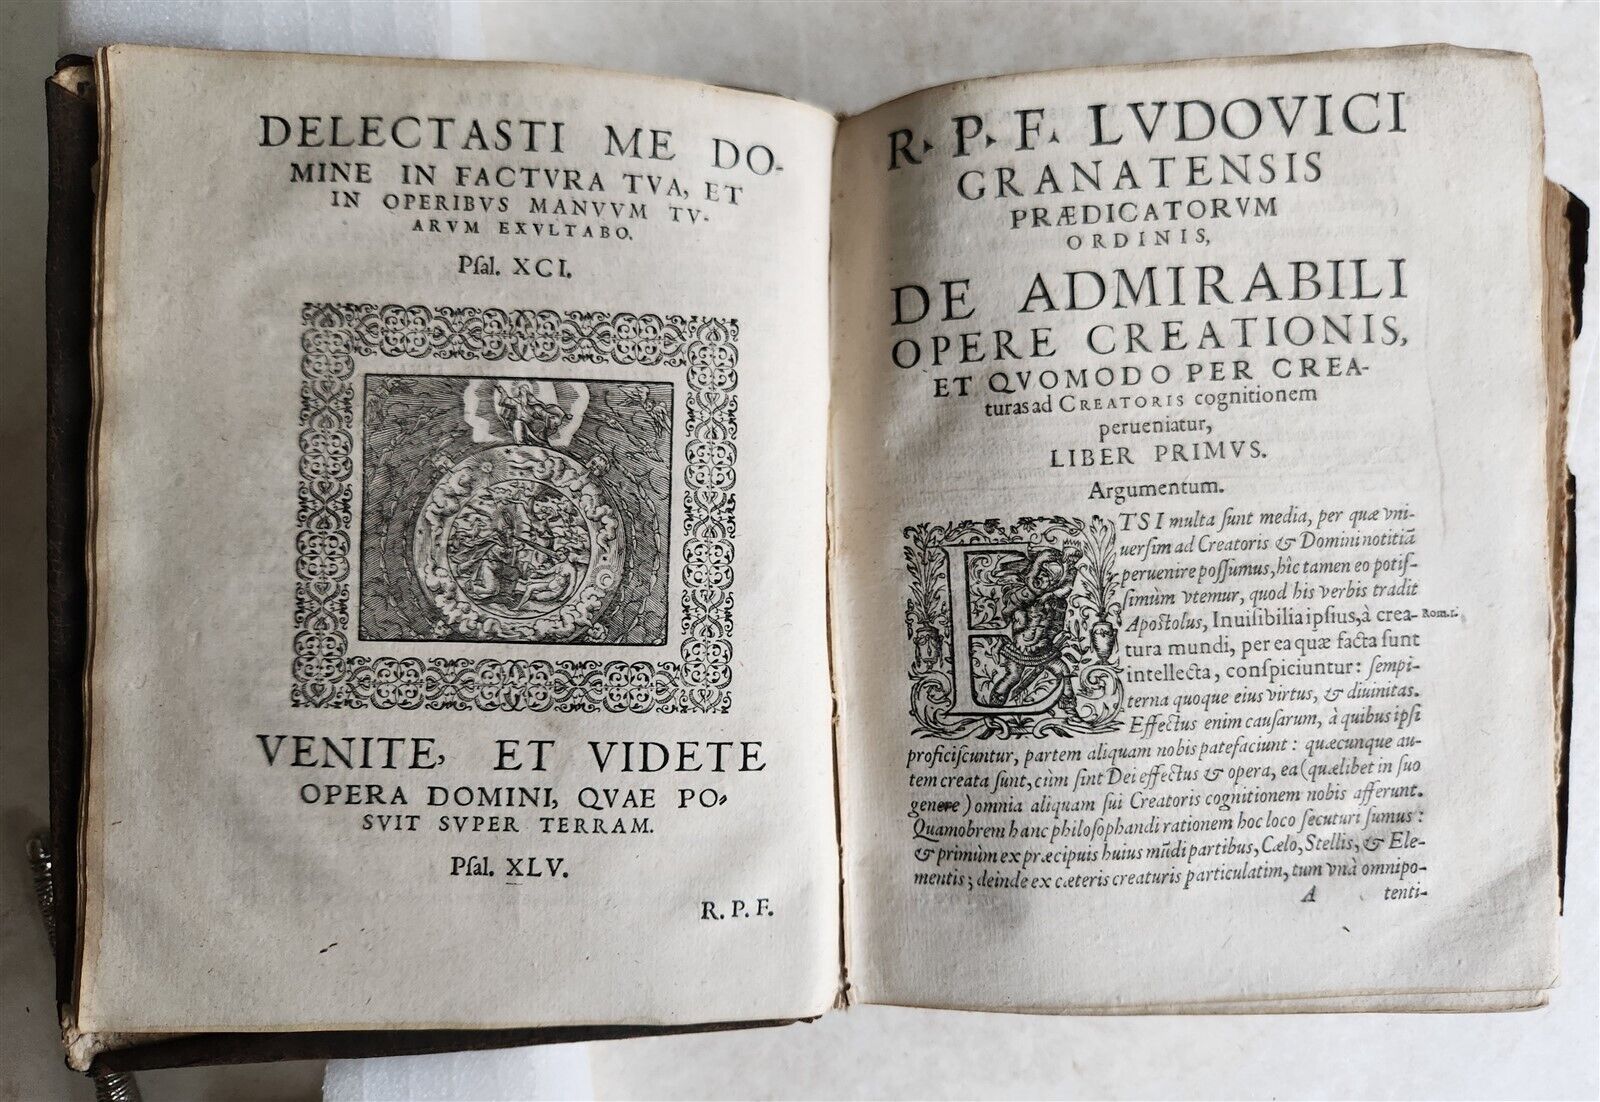 DELECTASTI ME DO-
MINE IN FACTVRA TVA, ET
IN OPERIBVS MANVVM TV-
ARVM EXVLTABO.
Pſal. XCI.
VENITE, ET VIDETE
OPERA DOMINI, QVAE PO-
SVIT SVPER TERRAM.
Pſal. XLV.
R. P. F.
R. P. F. LVDOVICI
GRANATENSIS
PRÆDICATORVM
ORDINIS,
DE ADMIRABILI
OPERE CREATIONIS,
ET QVOMODO PER CREA-
turas ad CREATORIS cognitionem
perueniatur,
LIBER PRIMVS.
Argumentum.
ETSI multa ſunt media, per quæ vni-
uerſim ad Creatoris & Domini notitiã
peruenire poſſumus, hîc tamen eo potiſ-
ſimùm vtemur, quod his verbis tradit
Apostolus, Inuiſibilia ipſius, à crea- Rom. 1.
tura mundi, per ea quæ facta ſunt
intellecta, conſpiciuntur: ſempi-
terna quoque eius virtus, & diuinitas.
Effectus enim cauſarum, à quibus ipſi
proficiſcuntur, partem aliquam nobis patefaciunt: quæcunque au-
tem creata ſunt, cùm ſint Dei effectus & opera, ea (quælibet in ſuo
genere) omnia aliquam ſui Creatoris cognitionem nobis afferunt.
Quamobrem hanc philoſophandi rationem hoc loco ſecuturi ſumus:
& primùm ex præcipuis huius mũdi partibus, Cælo, Stellis, & Ele-
mentis; deinde ex cæteris creaturis particulatim, tum vnà omnipo-
A tenti-